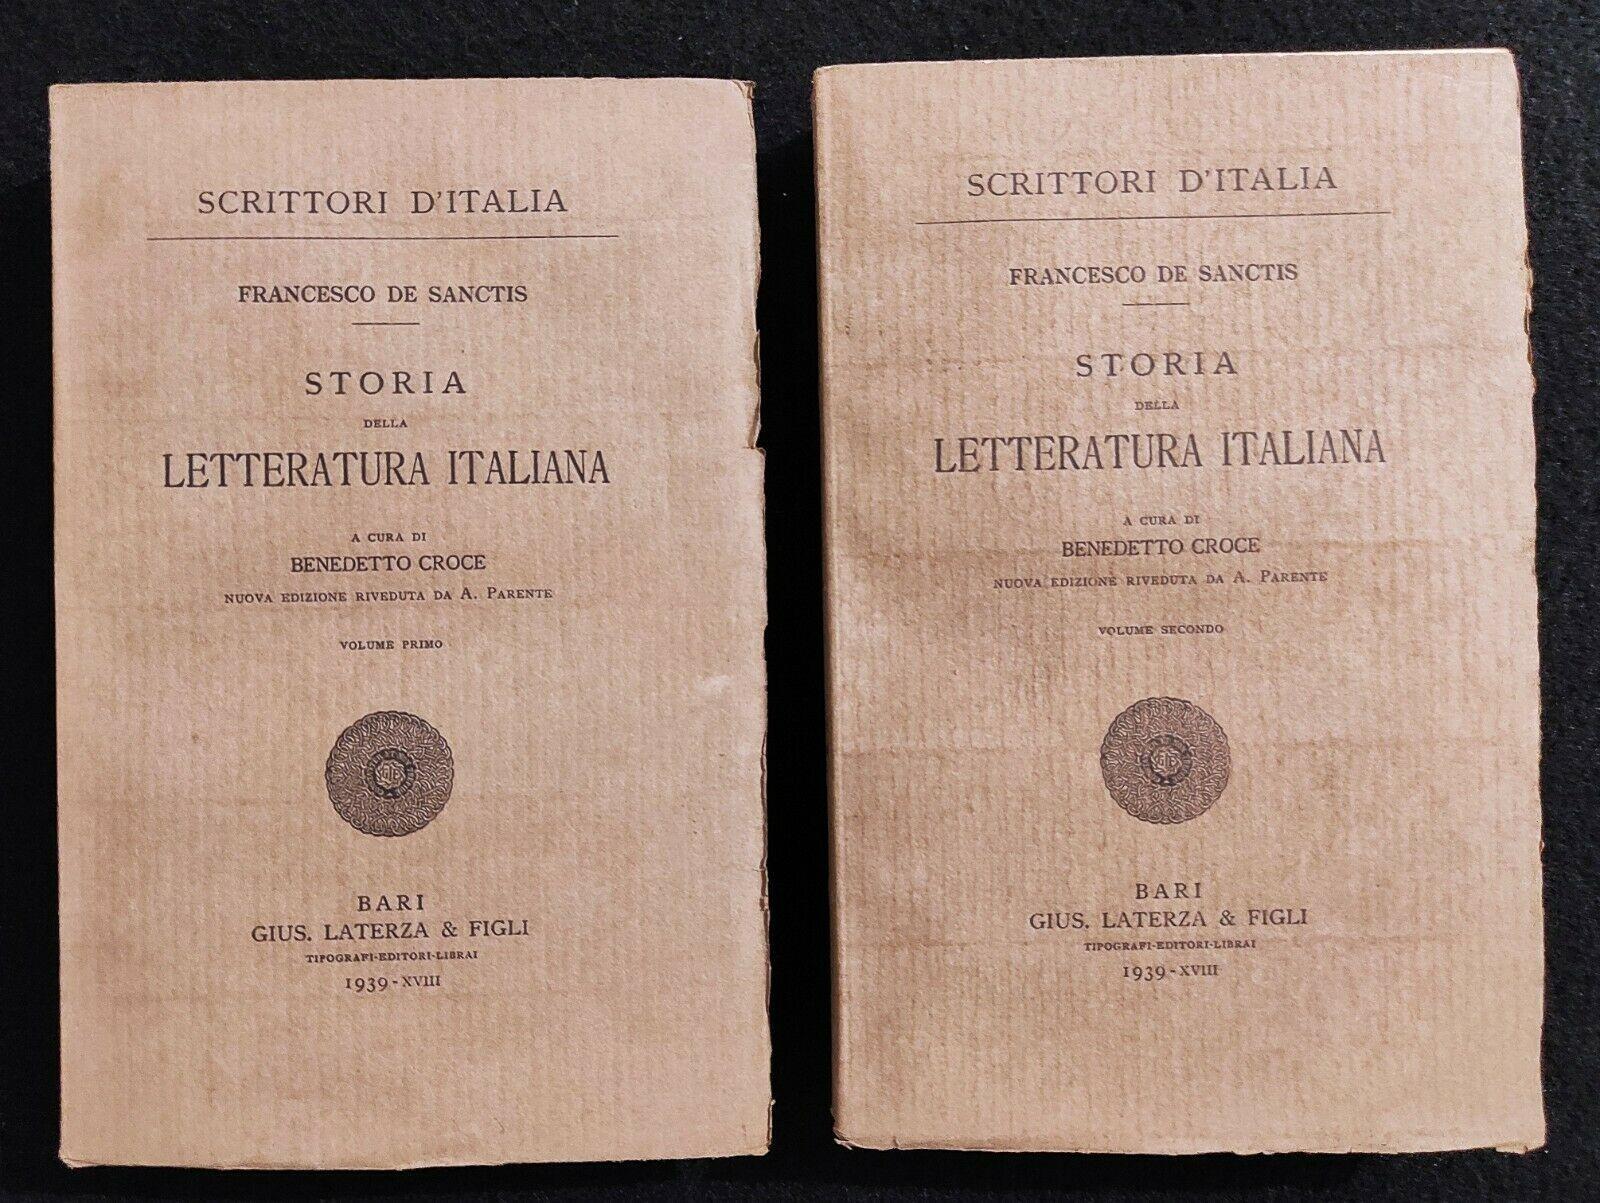 SCRITTORI D'ITALIA
FRANCESCO DE SANCTIS
STORIA
DELLA
LETTERATURA ITALIANA
A CURA DI
BENEDETTO CROCE
NUOVA EDIZIONE RIVEDUTA DA A. PARENTE
VOLUME PRIMO
BARI
GIUS. LATERZA & FIGLI
TIPOGRAFI-EDITORI-LIBRAI
1939-XVIII
SCRITTORI D'ITALIA
FRANCESCO DE SANCTIS
STORIA
DELLA
LETTERATURA ITALIANA
A CURA DI
BENEDETTO CROCE
NUOVA EDIZIONE RIVEDUTA DA A. PARENTE
VOLUME SECONDO
BARI
GIUS. LATERZA & FIGLI
TIPOGRAFI-EDITORI-LIBRAI
1939-XVIII